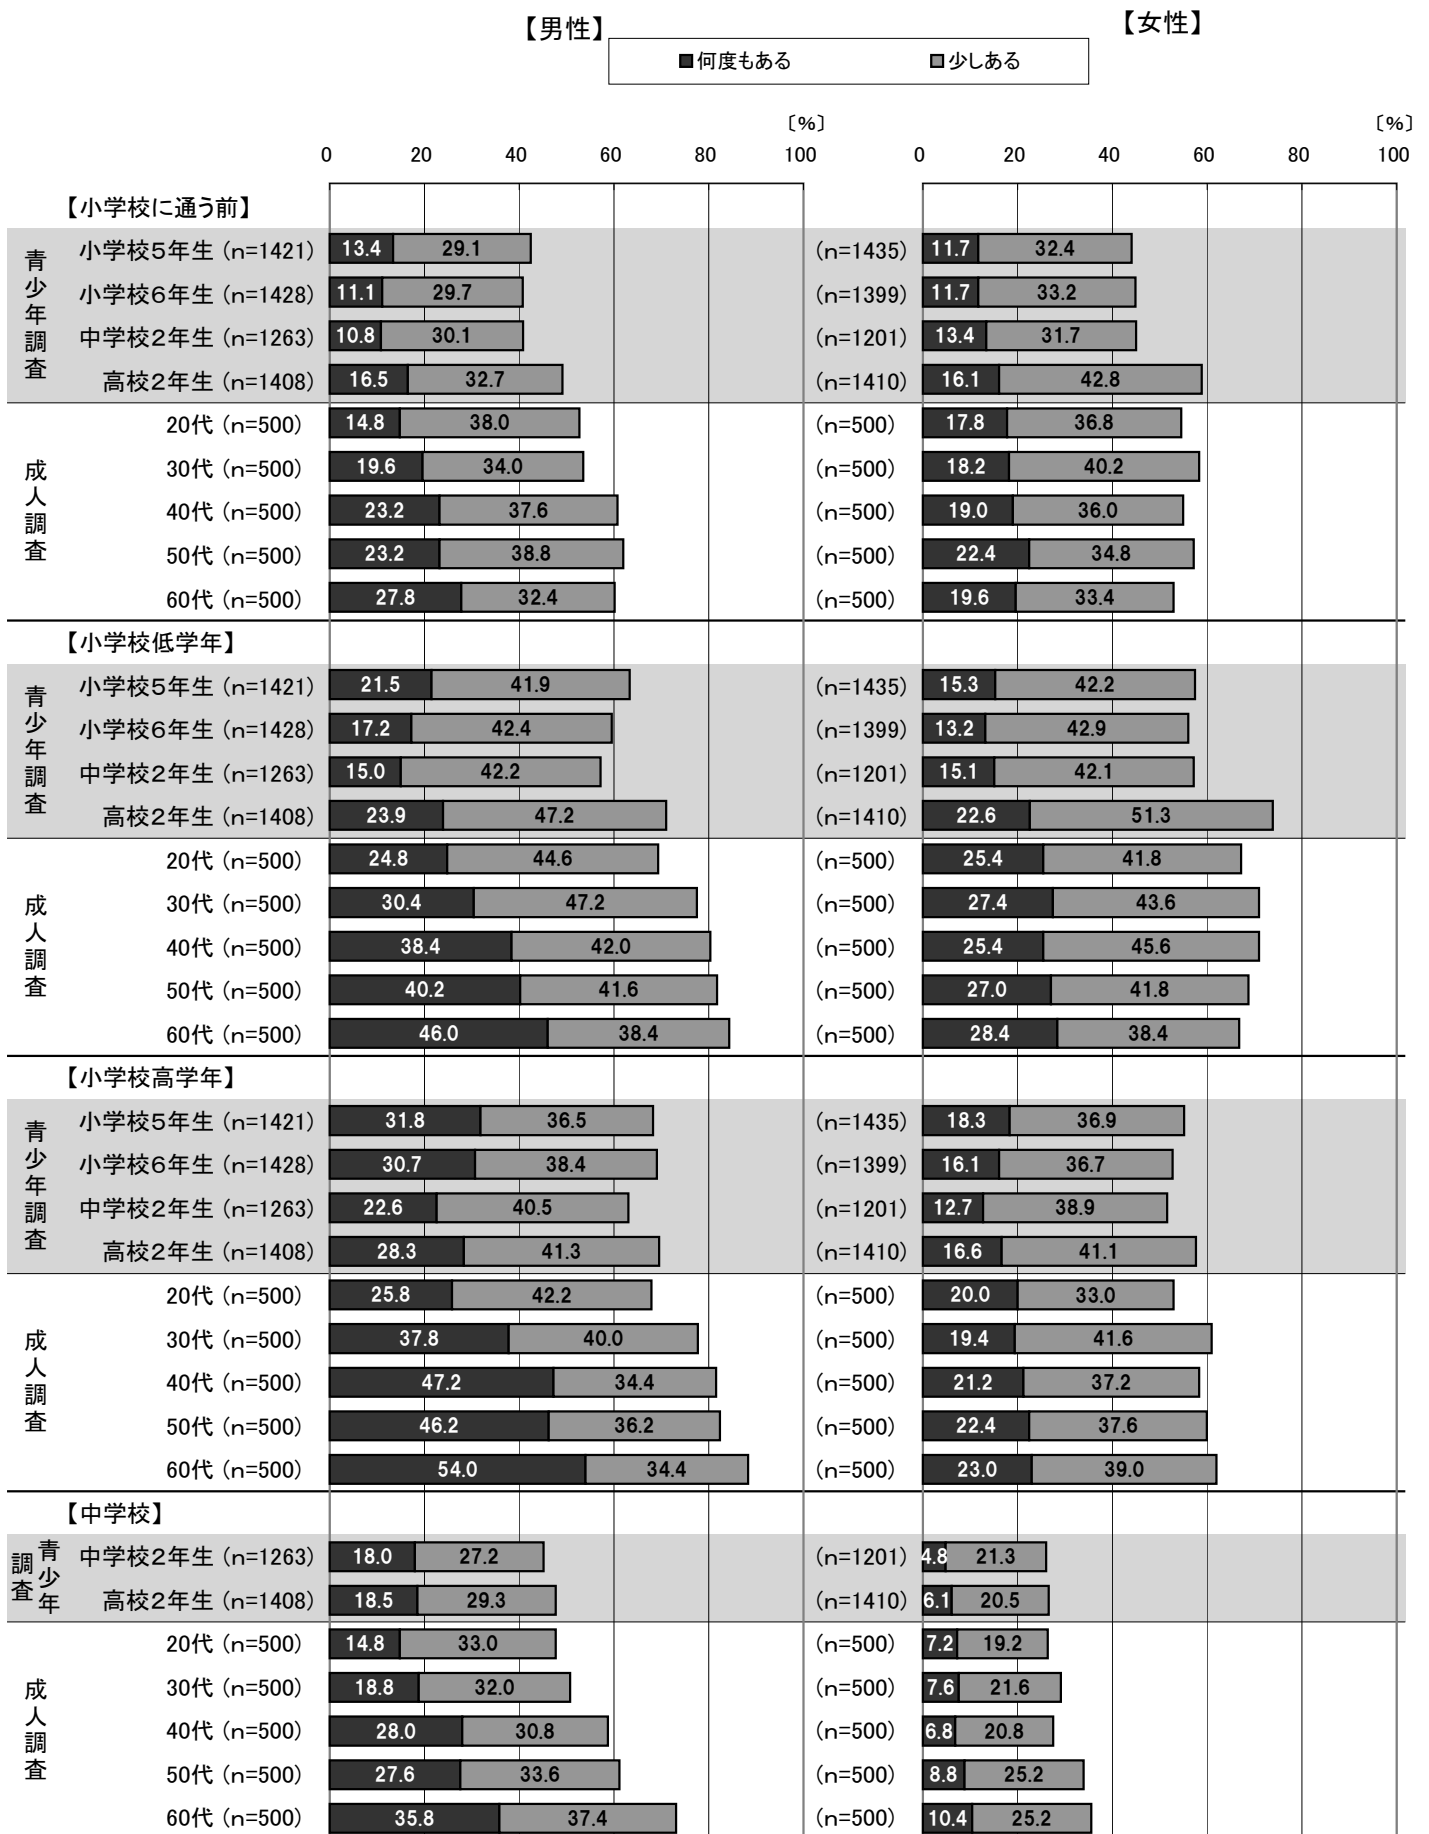 【男性】 【女性】
■何度もある ■少しある
〔%〕 〔%〕
0 20 40 60 80 100 0 20 40 60 80 100
【小学校に通う前】
青少年調査
小学校5年生 (n=1421) 13.4 29.1 (n=1435) 11.7 32.4
小学校6年生 (n=1428) 11.1 29.7 (n=1399) 11.7 33.2
中学校2年生 (n=1263) 10.8 30.1 (n=1201) 13.4 31.7
高校2年生 (n=1408) 16.5 32.7 (n=1410) 16.1 42.8
成人調査
20代 (n=500) 14.8 38.0 (n=500) 17.8 36.8
30代 (n=500) 19.6 34.0 (n=500) 18.2 40.2
40代 (n=500) 23.2 37.6 (n=500) 19.0 36.0
50代 (n=500) 23.2 38.8 (n=500) 22.4 34.8
60代 (n=500) 27.8 32.4 (n=500) 19.6 33.4
【小学校低学年】
青少年調査
小学校5年生 (n=1421) 21.5 41.9 (n=1435) 15.3 42.2
小学校6年生 (n=1428) 17.2 42.4 (n=1399) 13.2 42.9
中学校2年生 (n=1263) 15.0 42.2 (n=1201) 15.1 42.1
高校2年生 (n=1408) 23.9 47.2 (n=1410) 22.6 51.3
成人調査
20代 (n=500) 24.8 44.6 (n=500) 25.4 41.8
30代 (n=500) 30.4 47.2 (n=500) 27.4 43.6
40代 (n=500) 38.4 42.0 (n=500) 25.4 45.6
50代 (n=500) 40.2 41.6 (n=500) 27.0 41.8
60代 (n=500) 46.0 38.4 (n=500) 28.4 38.4
【小学校高学年】
青少年調査
小学校5年生 (n=1421) 31.8 36.5 (n=1435) 18.3 36.9
小学校6年生 (n=1428) 30.7 38.4 (n=1399) 16.1 36.7
中学校2年生 (n=1263) 22.6 40.5 (n=1201) 12.7 38.9
高校2年生 (n=1408) 28.3 41.3 (n=1410) 16.6 41.1
成人調査
20代 (n=500) 25.8 42.2 (n=500) 20.0 33.0
30代 (n=500) 37.8 40.0 (n=500) 19.4 41.6
40代 (n=500) 47.2 34.4 (n=500) 21.2 37.2
50代 (n=500) 46.2 36.2 (n=500) 22.4 37.6
60代 (n=500) 54.0 34.4 (n=500) 23.0 39.0
【中学校】
青少年調査
中学校2年生 (n=1263) 18.0 27.2 (n=1201) 4.8 21.3
高校2年生 (n=1408) 18.5 29.3 (n=1410) 6.1 20.5
成人調査
20代 (n=500) 14.8 33.0 (n=500) 7.2 19.2
30代 (n=500) 18.8 32.0 (n=500) 7.6 21.6
40代 (n=500) 28.0 30.8 (n=500) 6.8 20.8
50代 (n=500) 27.6 33.6 (n=500) 8.8 25.2
60代 (n=500) 35.8 37.4 (n=500) 10.4 25.2